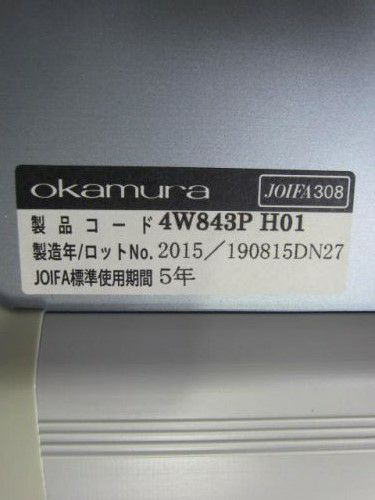 okamura JOIFA308
製品コード 4W843P H01
製造年/ロットNo. 2015／190815DN27
JOIFA標準使用期間 5年